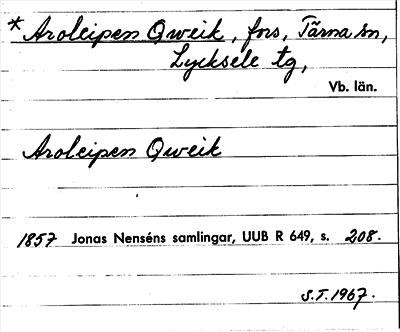 * Aroleipen Qweik, fors, Tärna sn,
Lycksele tg,
Vb. län.
Aroleipen Qweik
1857 Jonas Nenséns samlingar, UUB R 649, s. 208.
S.T. 1967.